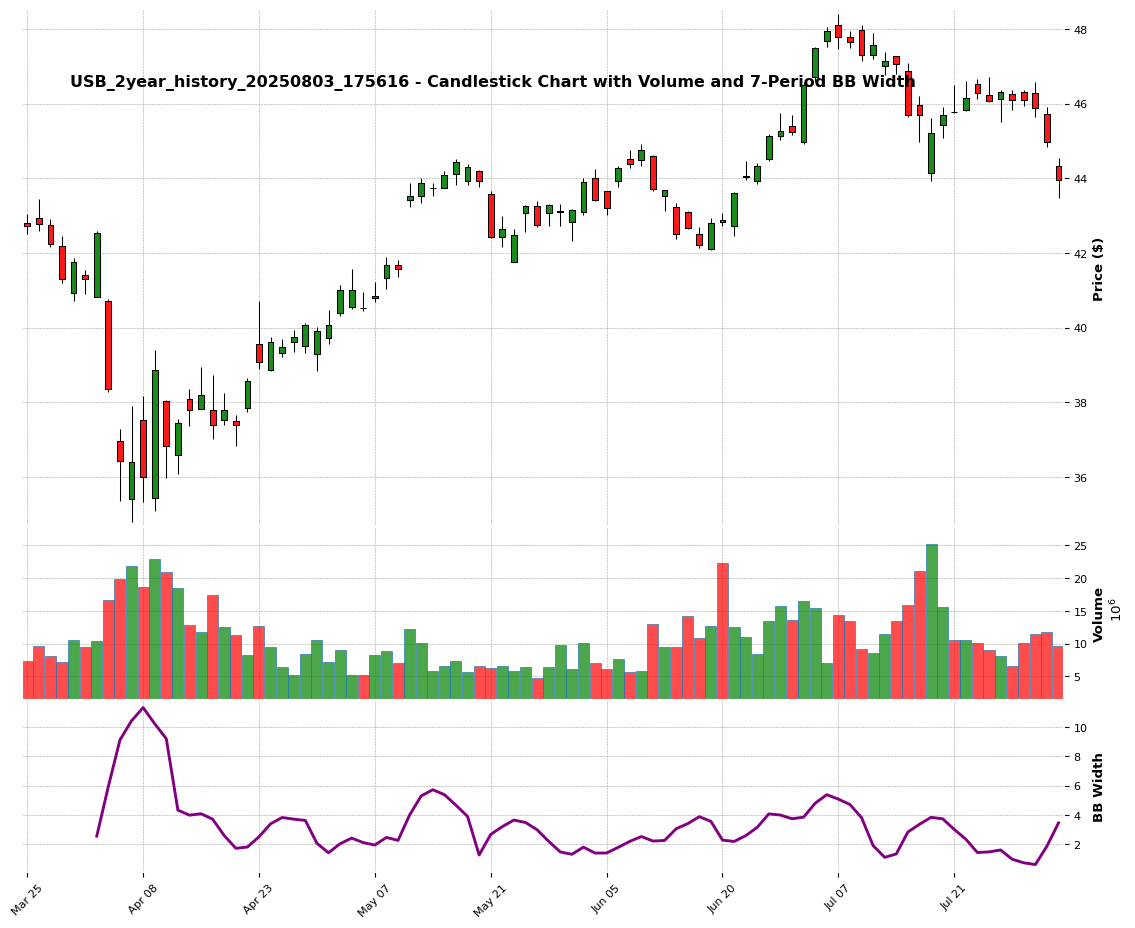 USB_2year_history_20250803_175616 - Candlestick Chart with Volume and 7-Period BB Width
48
46
44
42
40
38
36
Price ($)
25
20
15
10
5
Volume
10^6
10
8
6
4
2
BB Width
Mar 25
Apr 08
Apr 23
May 07
May 21
Jun 05
Jun 20
Jul 07
Jul 21